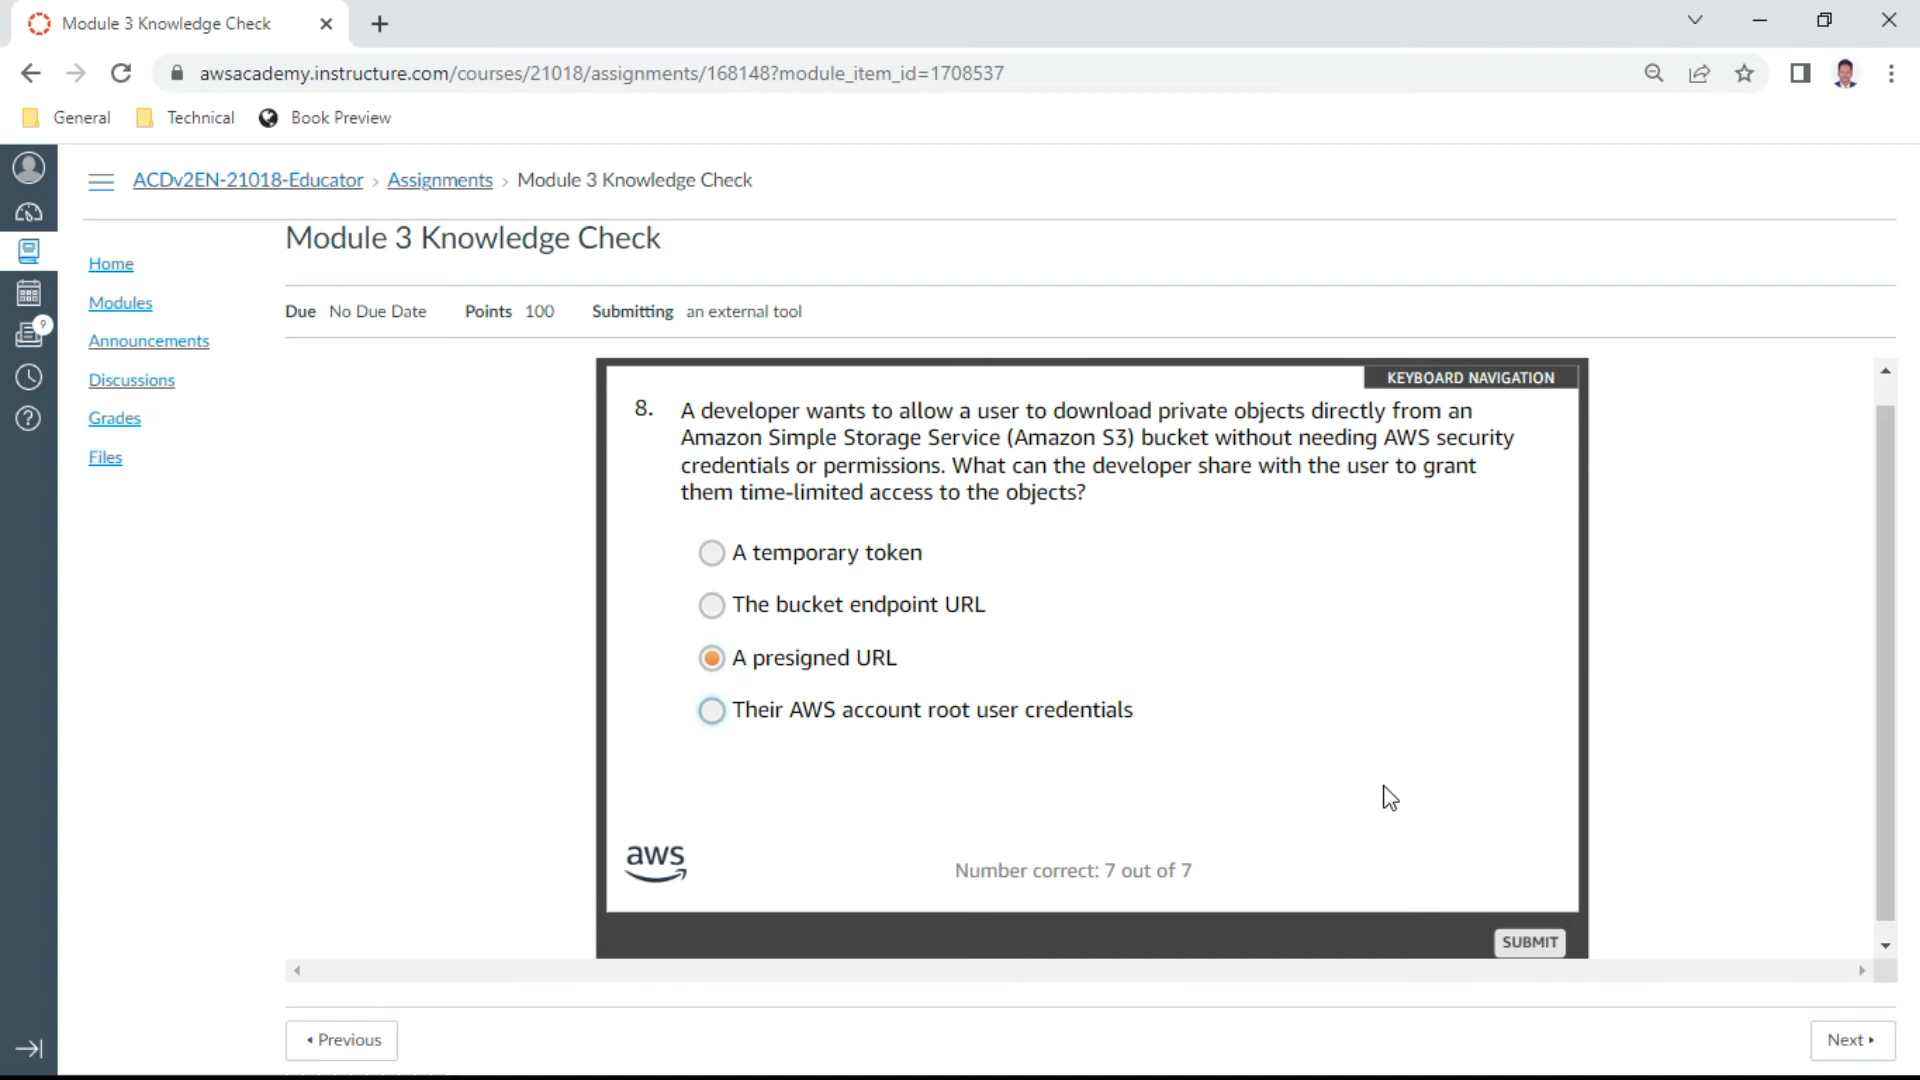 Module 3 Knowledge Check
awsacademy.instructure.com/courses/21018/assignments/168148?module_item_id=1708537
General
Technical
Book Preview
ACDv2EN-21018-Educator › Assignments › Module 3 Knowledge Check
Module 3 Knowledge Check
Home
Modules
Announcements
Discussions
Grades
Files
9
Due No Due Date Points 100 Submitting an external tool
KEYBOARD NAVIGATION
8. A developer wants to allow a user to download private objects directly from an
Amazon Simple Storage Service (Amazon S3) bucket without needing AWS security
credentials or permissions. What can the developer share with the user to grant
them time-limited access to the objects?
A temporary token
The bucket endpoint URL
A presigned URL
Their AWS account root user credentials
aws
Number correct: 7 out of 7
SUBMIT
Previous
Next